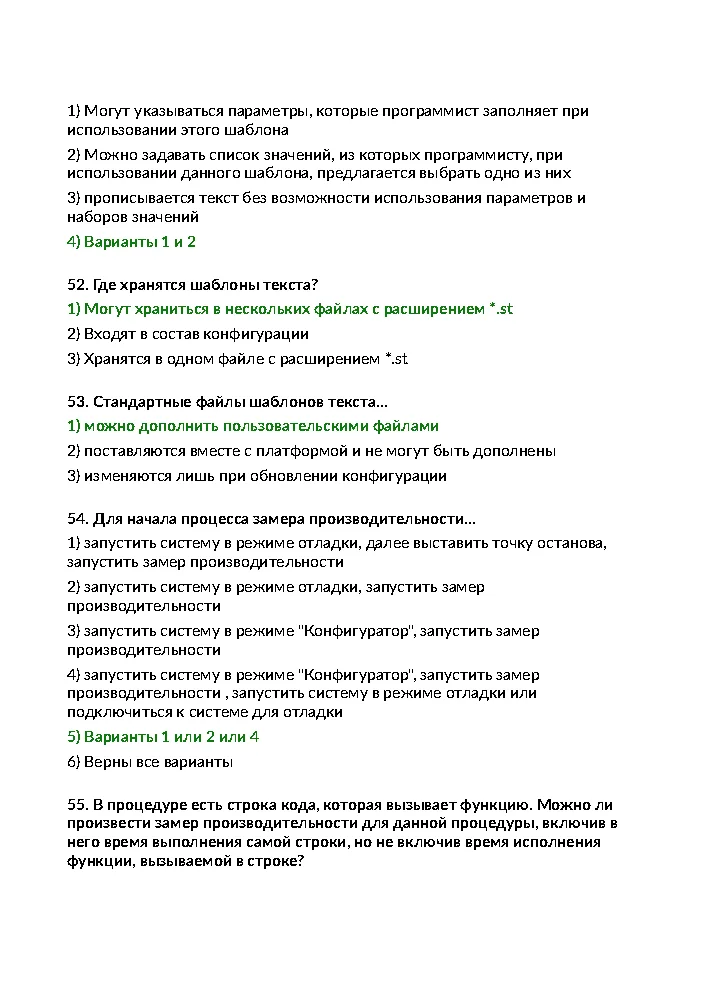 1) Могут указываться параметры, которые программист заполняет при
использовании этого шаблона
2) Можно задавать список значений, из которых программисту, при
использовании данного шаблона, предлагается выбрать одно из них
3) прописывается текст без возможности использования параметров и
наборов значений
4) Варианты 1 и 2
52. Где хранятся шаблоны текста?
1) Могут храниться в нескольких файлах с расширением *.st
2) Входят в состав конфигурации
3) Хранятся в одном файле с расширением *.st
53. Стандартные файлы шаблонов текста...
1) можно дополнить пользовательскими файлами
2) поставляются вместе с платформой и не могут быть дополнены
3) изменяются лишь при обновлении конфигурации
54. Для начала процесса замера производительности...
1) запустить систему в режиме отладки, далее выставить точку останова,
запустить замер производительности
2) запустить систему в режиме отладки, запустить замер
производительности
3) запустить систему в режиме "Конфигуратор", запустить замер
производительности
4) запустить систему в режиме "Конфигуратор", запустить замер
производительности , запустить систему в режиме отладки или
подключиться к системе для отладки
5) Варианты 1 или 2 или 4
6) Верны все варианты
55. В процедуре есть строка кода, которая вызывает функцию. Можно ли
произвести замер производительности для данной процедуры, включив в
него время выполнения самой строки, но не включив время исполнения
функции, вызываемой в строке?